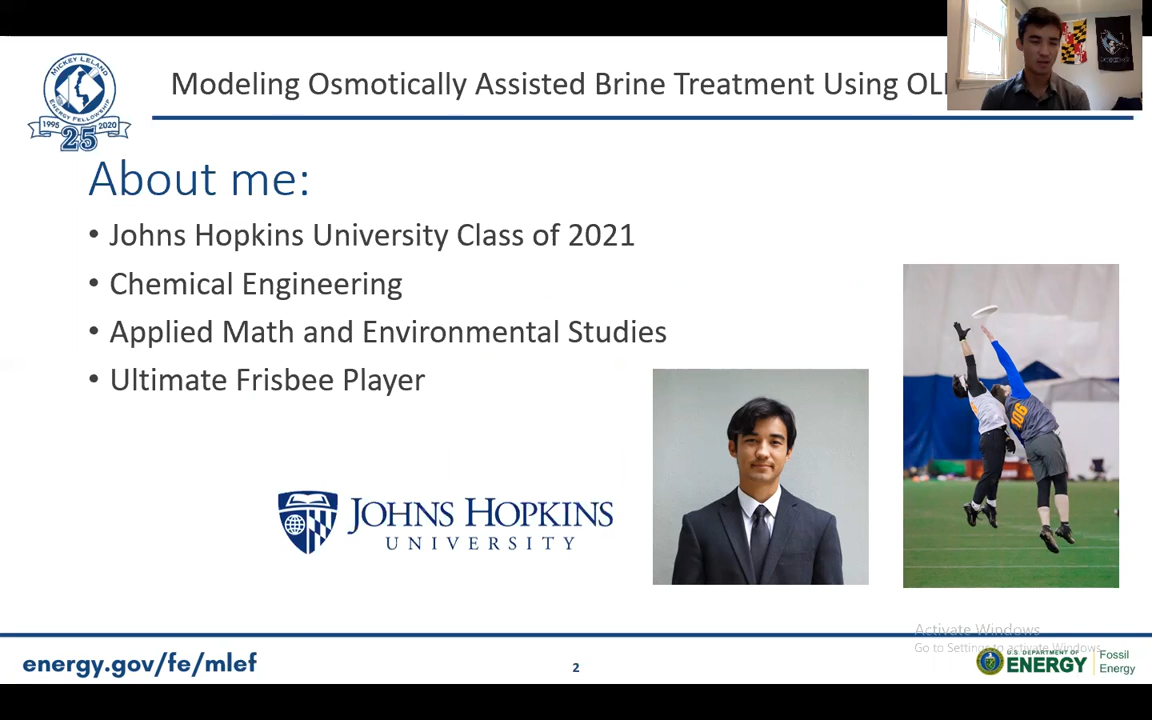 MICKEY LELAND
ENERGY FELLOWSHIP
1995 2020
25
Modeling Osmotically Assisted Brine Treatment Using
About me:
• Johns Hopkins University Class of 2021
• Chemical Engineering
• Applied Math and Environmental Studies
• Ultimate Frisbee Player
106
JOHNS HOPKINS
UNIVERSITY
Activate Windows
Go to Settings to activate Windows.
energy.gov/fe/mlef
2
U.S. DEPARTMENT OF
ENERGY
Fossil
Energy